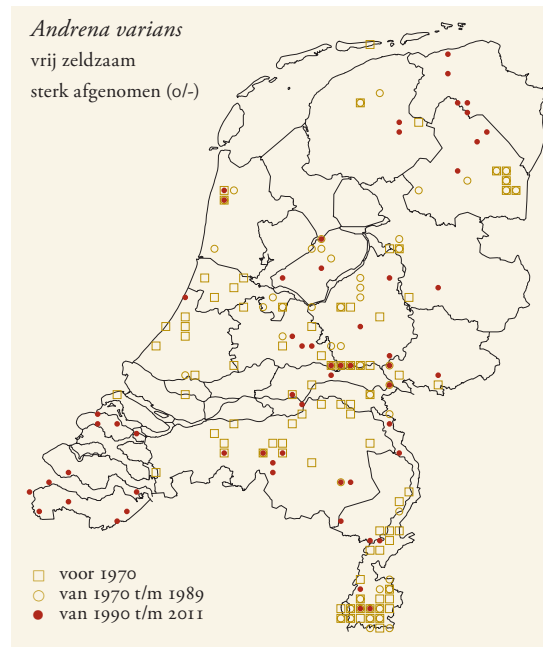 Andrena varians
vrij zeldzaam
sterk afgenomen (0/-)
voor 1970
van 1970 t/m 1989
van 1990 t/m 2011